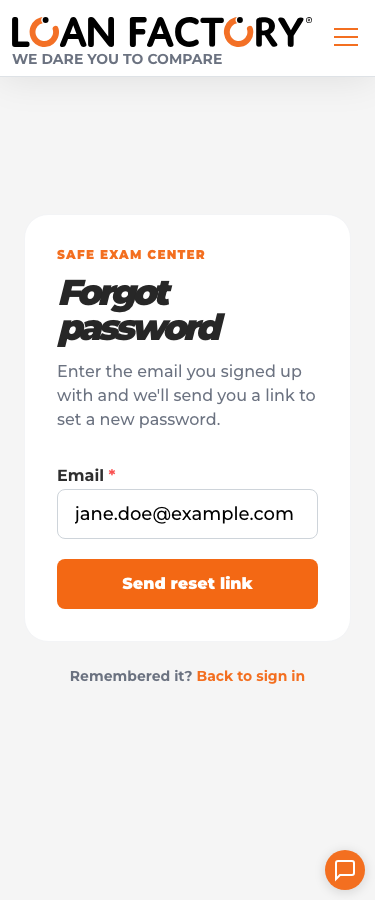 LOAN FACTORY®
WE DARE YOU TO COMPARE
SAFE EXAM CENTER
Forgot
password
Enter the email you signed up
with and we'll send you a link to
set a new password.
Email *
jane.doe@example.com
Send reset link
Remembered it? Back to sign in